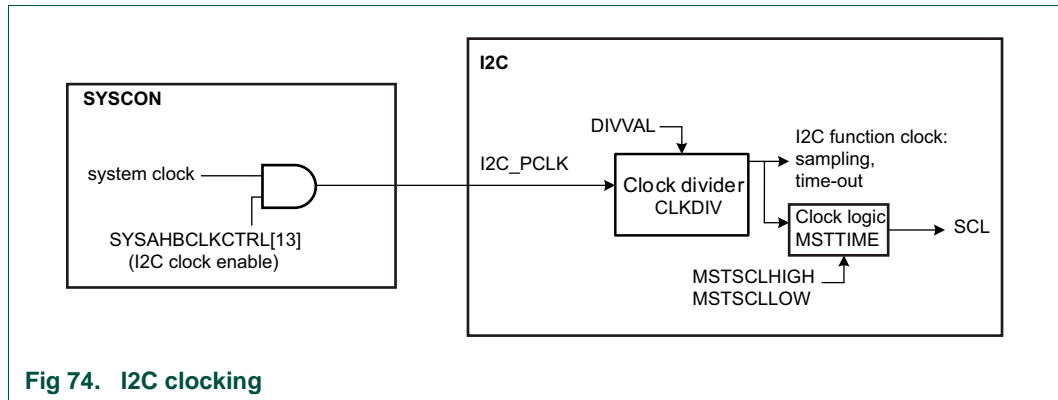 I2C
SYSCON
DIVVAL
I2C function clock:
sampling,
time-out
system clock
I2C_PCLK
Clock divider
CLKDIV
Clock logic
MSTTIME
SCL
SYSAHBCLKCTRL[13]
(I2C clock enable)
MSTSCLHIGH
MSTSCLLOW
Fig 74. I2C clocking